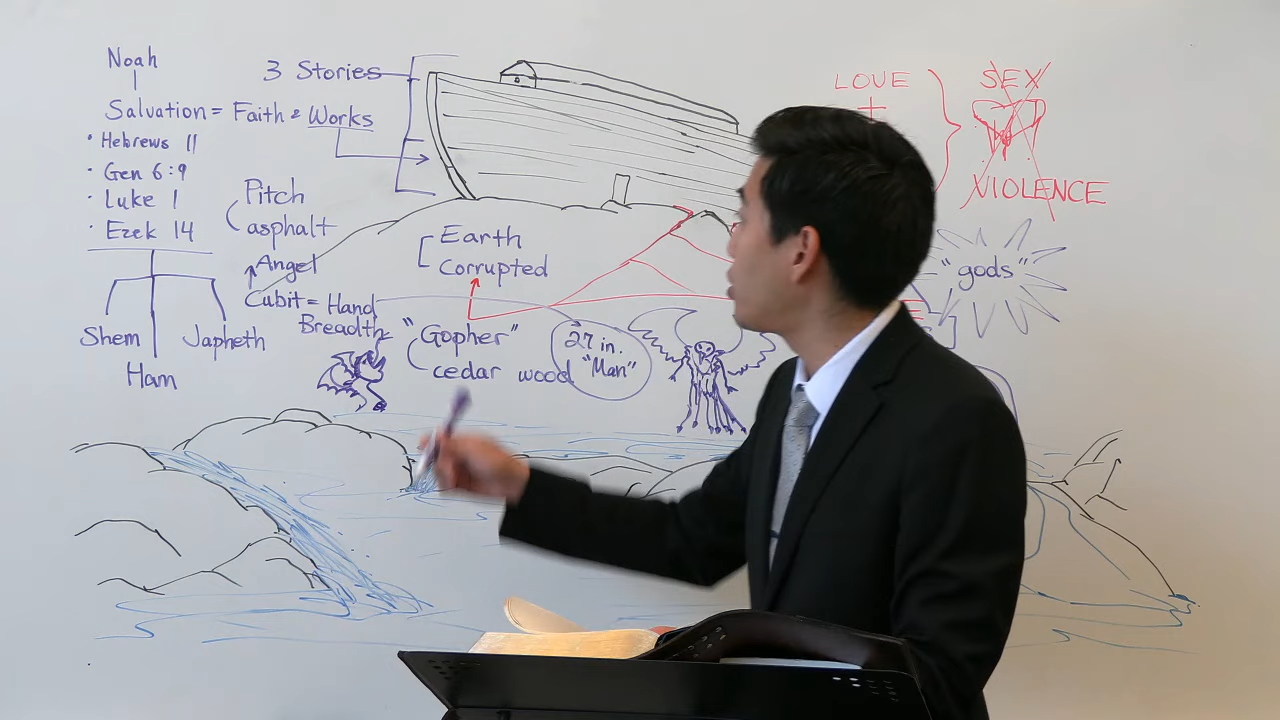 Noah
Salvation = Faith & Works
• Hebrews 11
• Gen 6:9
• Luke 1
• Ezek 14
Shem
Ham
Japheth
3 Stories
Pitch
asphalt
Angel
Cubit = Hand
Breadth
Earth
Corrupted
"Gopher"
cedar wood
27 in.
"Man"
LOVE
+
SEX
VIOLENCE
"gods"